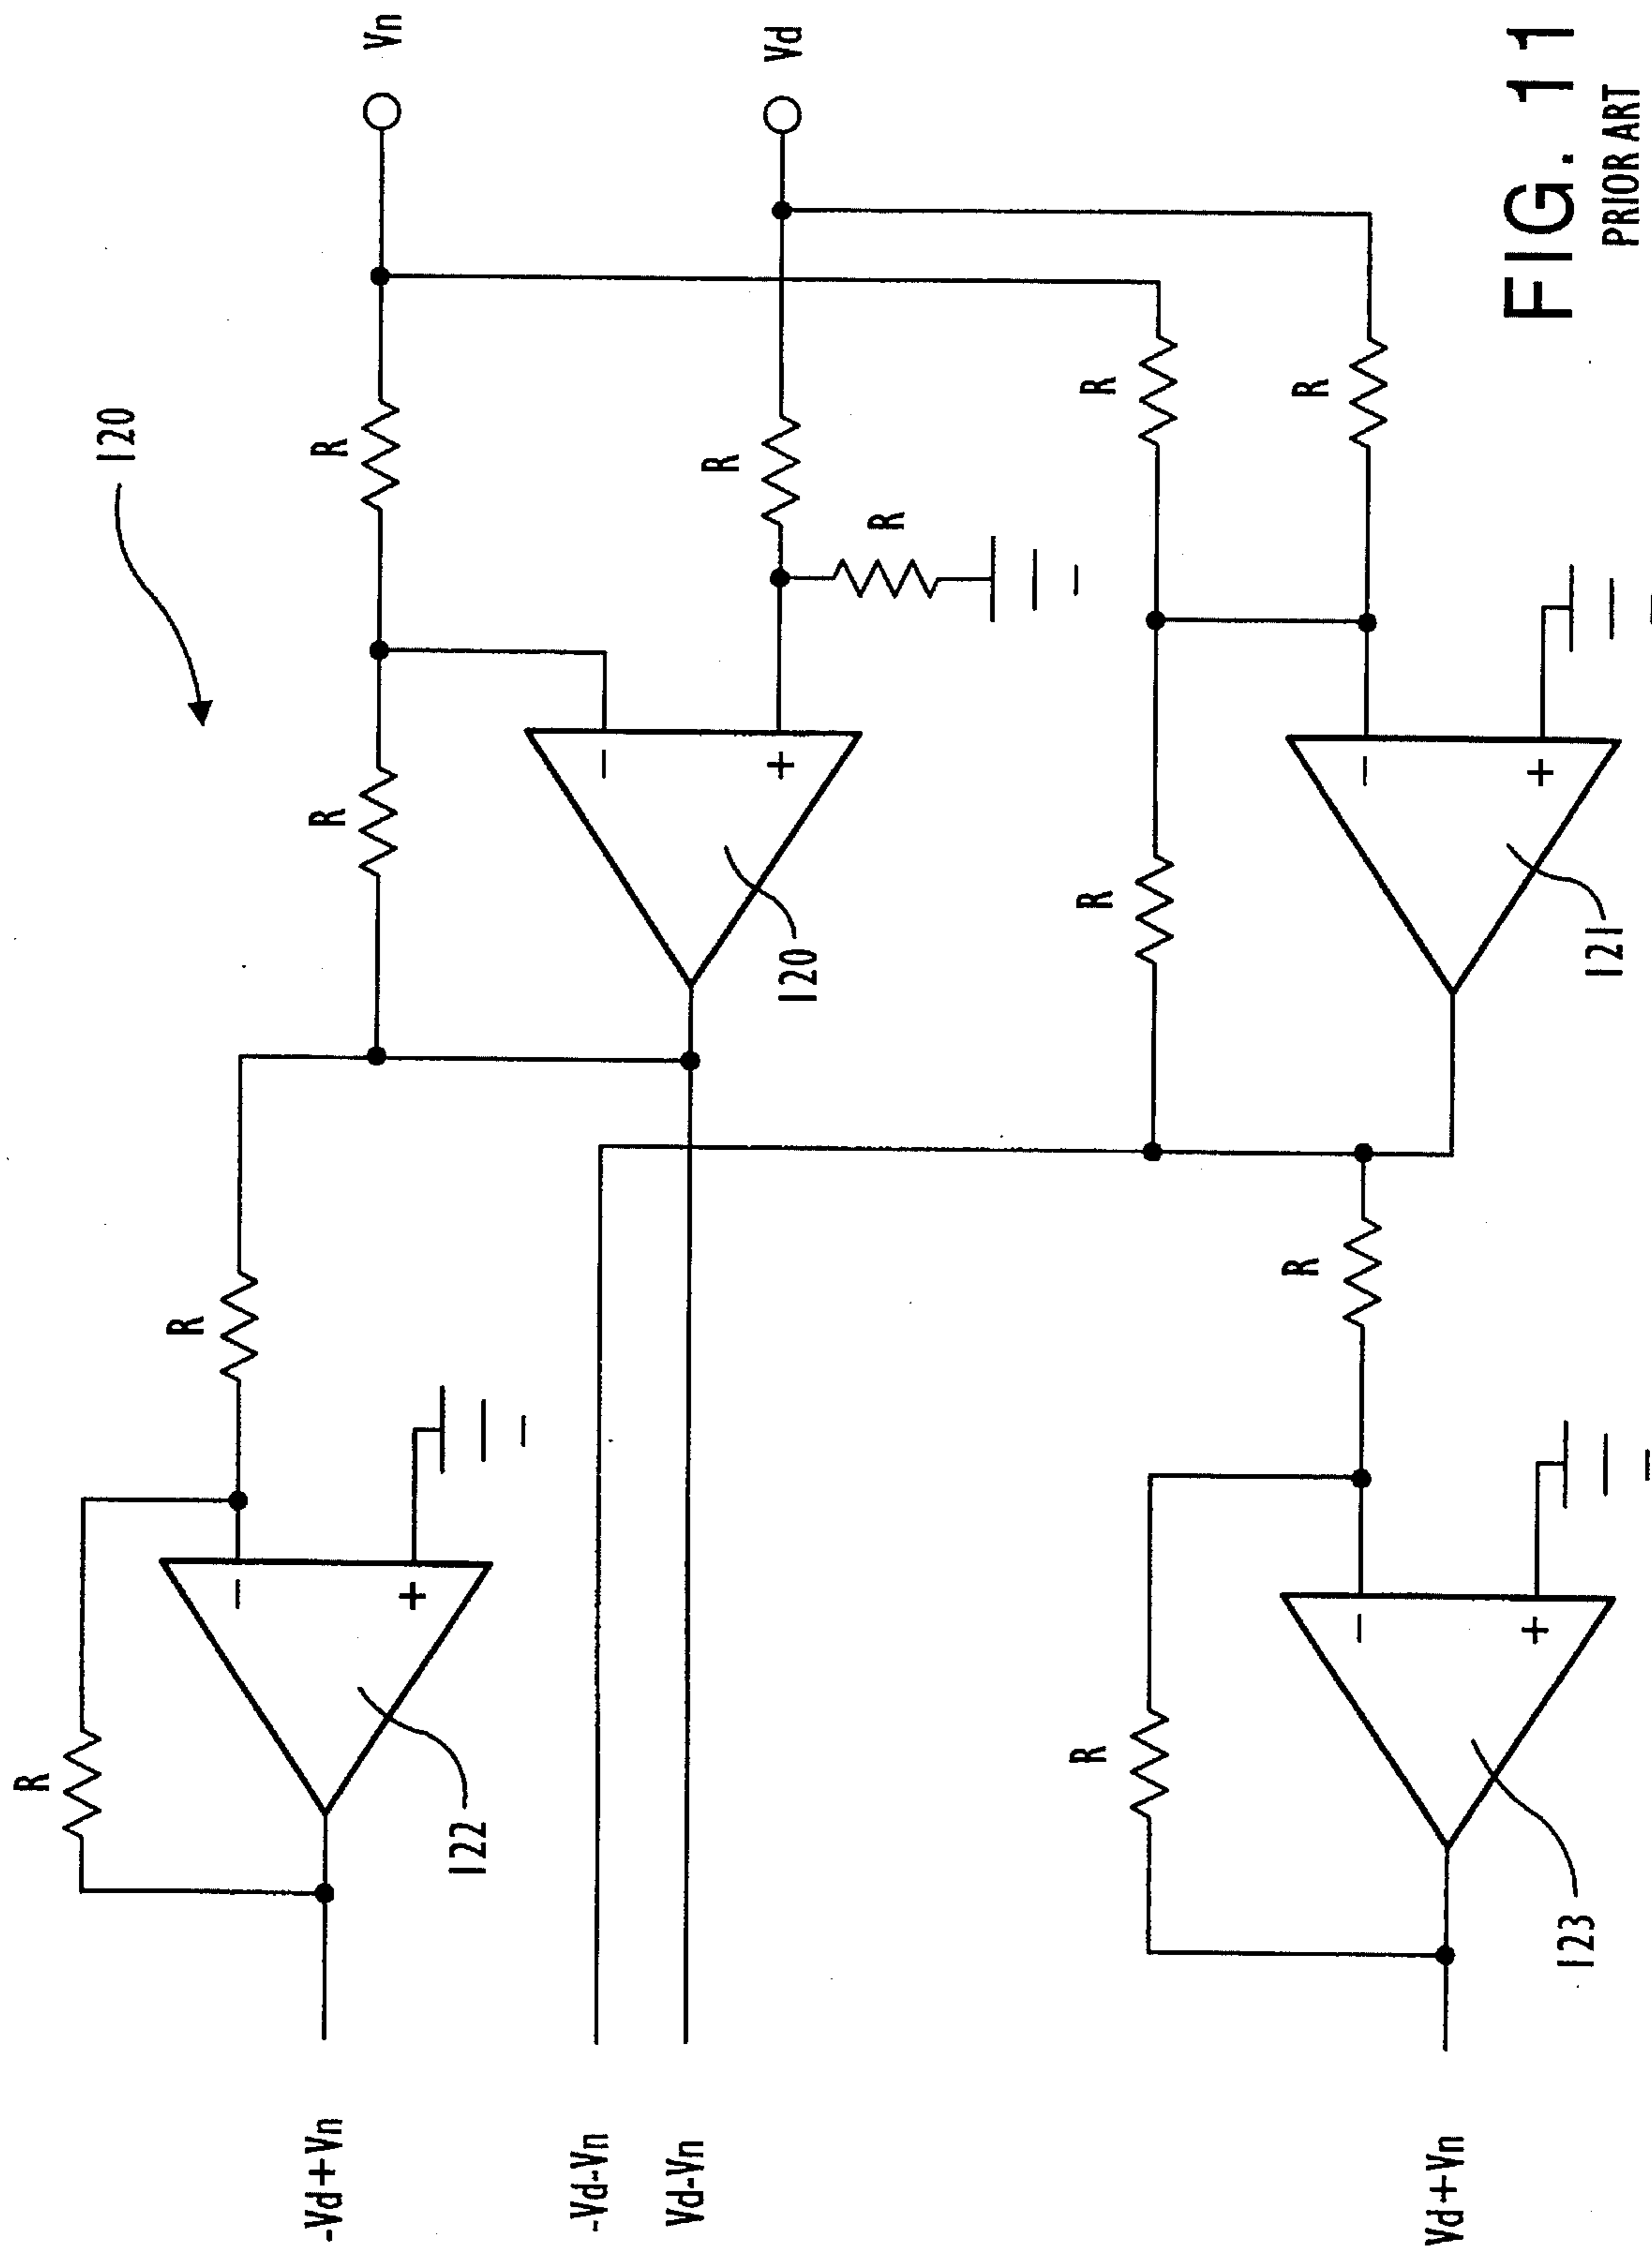 120
Vn
R
R
Vd
R
R
-
+
120
R
R
-Vd+Vn
R
-
+
122
-Vd-Vn
Vd-Vn
R
R
R
-
+
121
R
R
-
+
123
Vd+Vn
FIG. 11
PRIOR ART